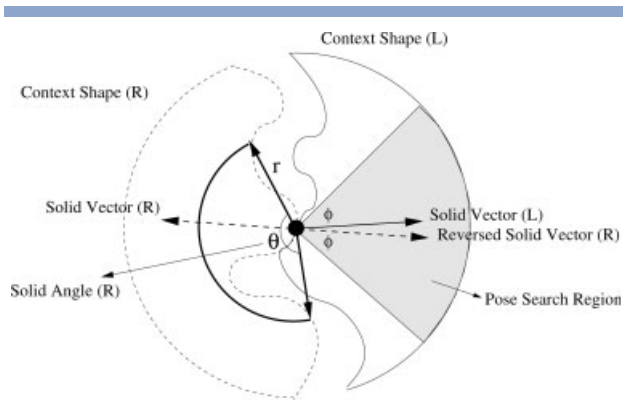 Context Shape (L)
Context Shape (R)
r
Solid Vector (R)
ϕ
Solid Vector (L)
θ
ϕ
Reversed Solid Vector (R)
Solid Angle (R)
Pose Search Region